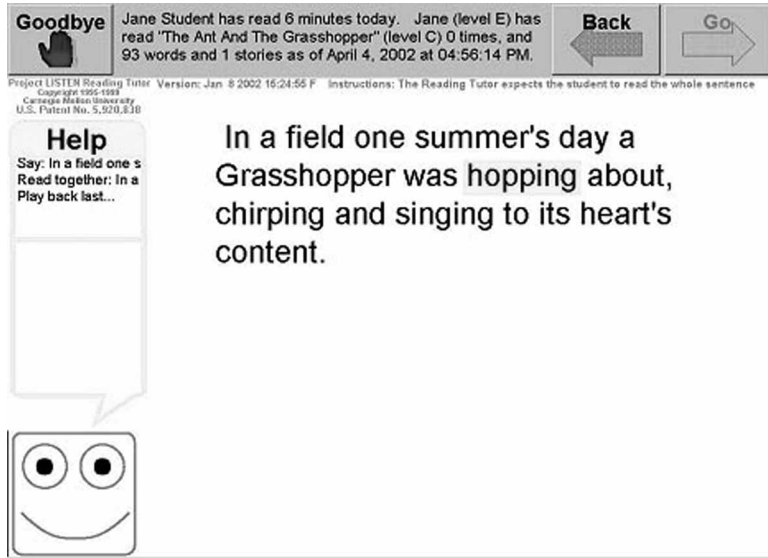 Goodbye
Jane Student has read 6 minutes today. Jane (level E) has
read "The Ant And The Grasshopper" (level C) 0 times, and
93 words and 1 stories as of April 4, 2002 at 04:56:14 PM.
Back
Go
Project LISTEN Reading Tutor Version: Jan 8 2002 16:24:55 F Instructions: The Reading Tutor expects the student to read the whole sentence
Copyright 1995-1999
Carnegie Mellon University
U.S. Patent No. 5,920,838
Help
Say: In a field one s
Read together: In a
Play back last...
In a field one summer's day a
Grasshopper was hopping about,
chirping and singing to its heart's
content.